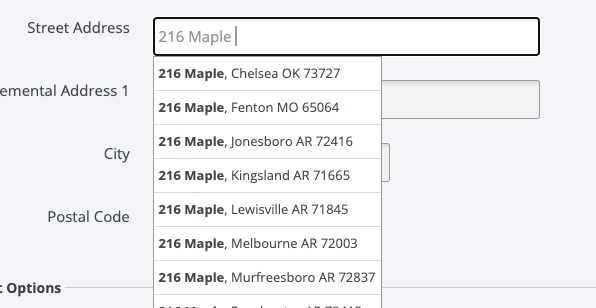 Street Address
216 Maple
216 Maple, Chelsea OK 73727
emental Address 1
216 Maple, Fenton MO 65064
216 Maple, Jonesboro AR 72416
City
216 Maple, Kingsland AR 71665
216 Maple, Lewisville AR 71845
Postal Code
216 Maple, Melbourne AR 72003
216 Maple, Murfreesboro AR 72837
t Options